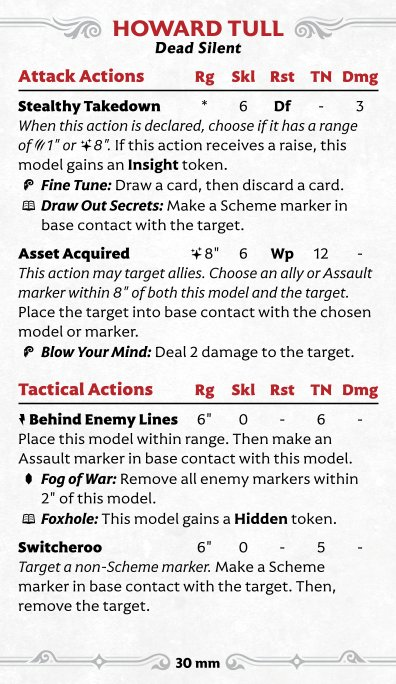 HOWARD TULL
Dead Silent
Attack Actions Rg Skl Rst TN Dmg
Stealthy Takedown * 6 Df - 3
When this action is declared, choose if it has a range
of 1" or 8". If this action receives a raise, this
model gains an Insight token.
Fine Tune: Draw a card, then discard a card.
Draw Out Secrets: Make a Scheme marker in
base contact with the target.
Asset Acquired 8" 6 Wp 12 -
This action may target allies. Choose an ally or Assault
marker within 8" of both this model and the target.
Place the target into base contact with the chosen
model or marker.
Blow Your Mind: Deal 2 damage to the target.
Tactical Actions Rg Skl Rst TN Dmg
Behind Enemy Lines 6" 0 - 6 -
Place this model within range. Then make an
Assault marker in base contact with this model.
Fog of War: Remove all enemy markers within
2" of this model.
Foxhole: This model gains a Hidden token.
Switcheroo 6" 0 - 5 -
Target a non-Scheme marker. Make a Scheme
marker in base contact with the target. Then,
remove the target.
30 mm